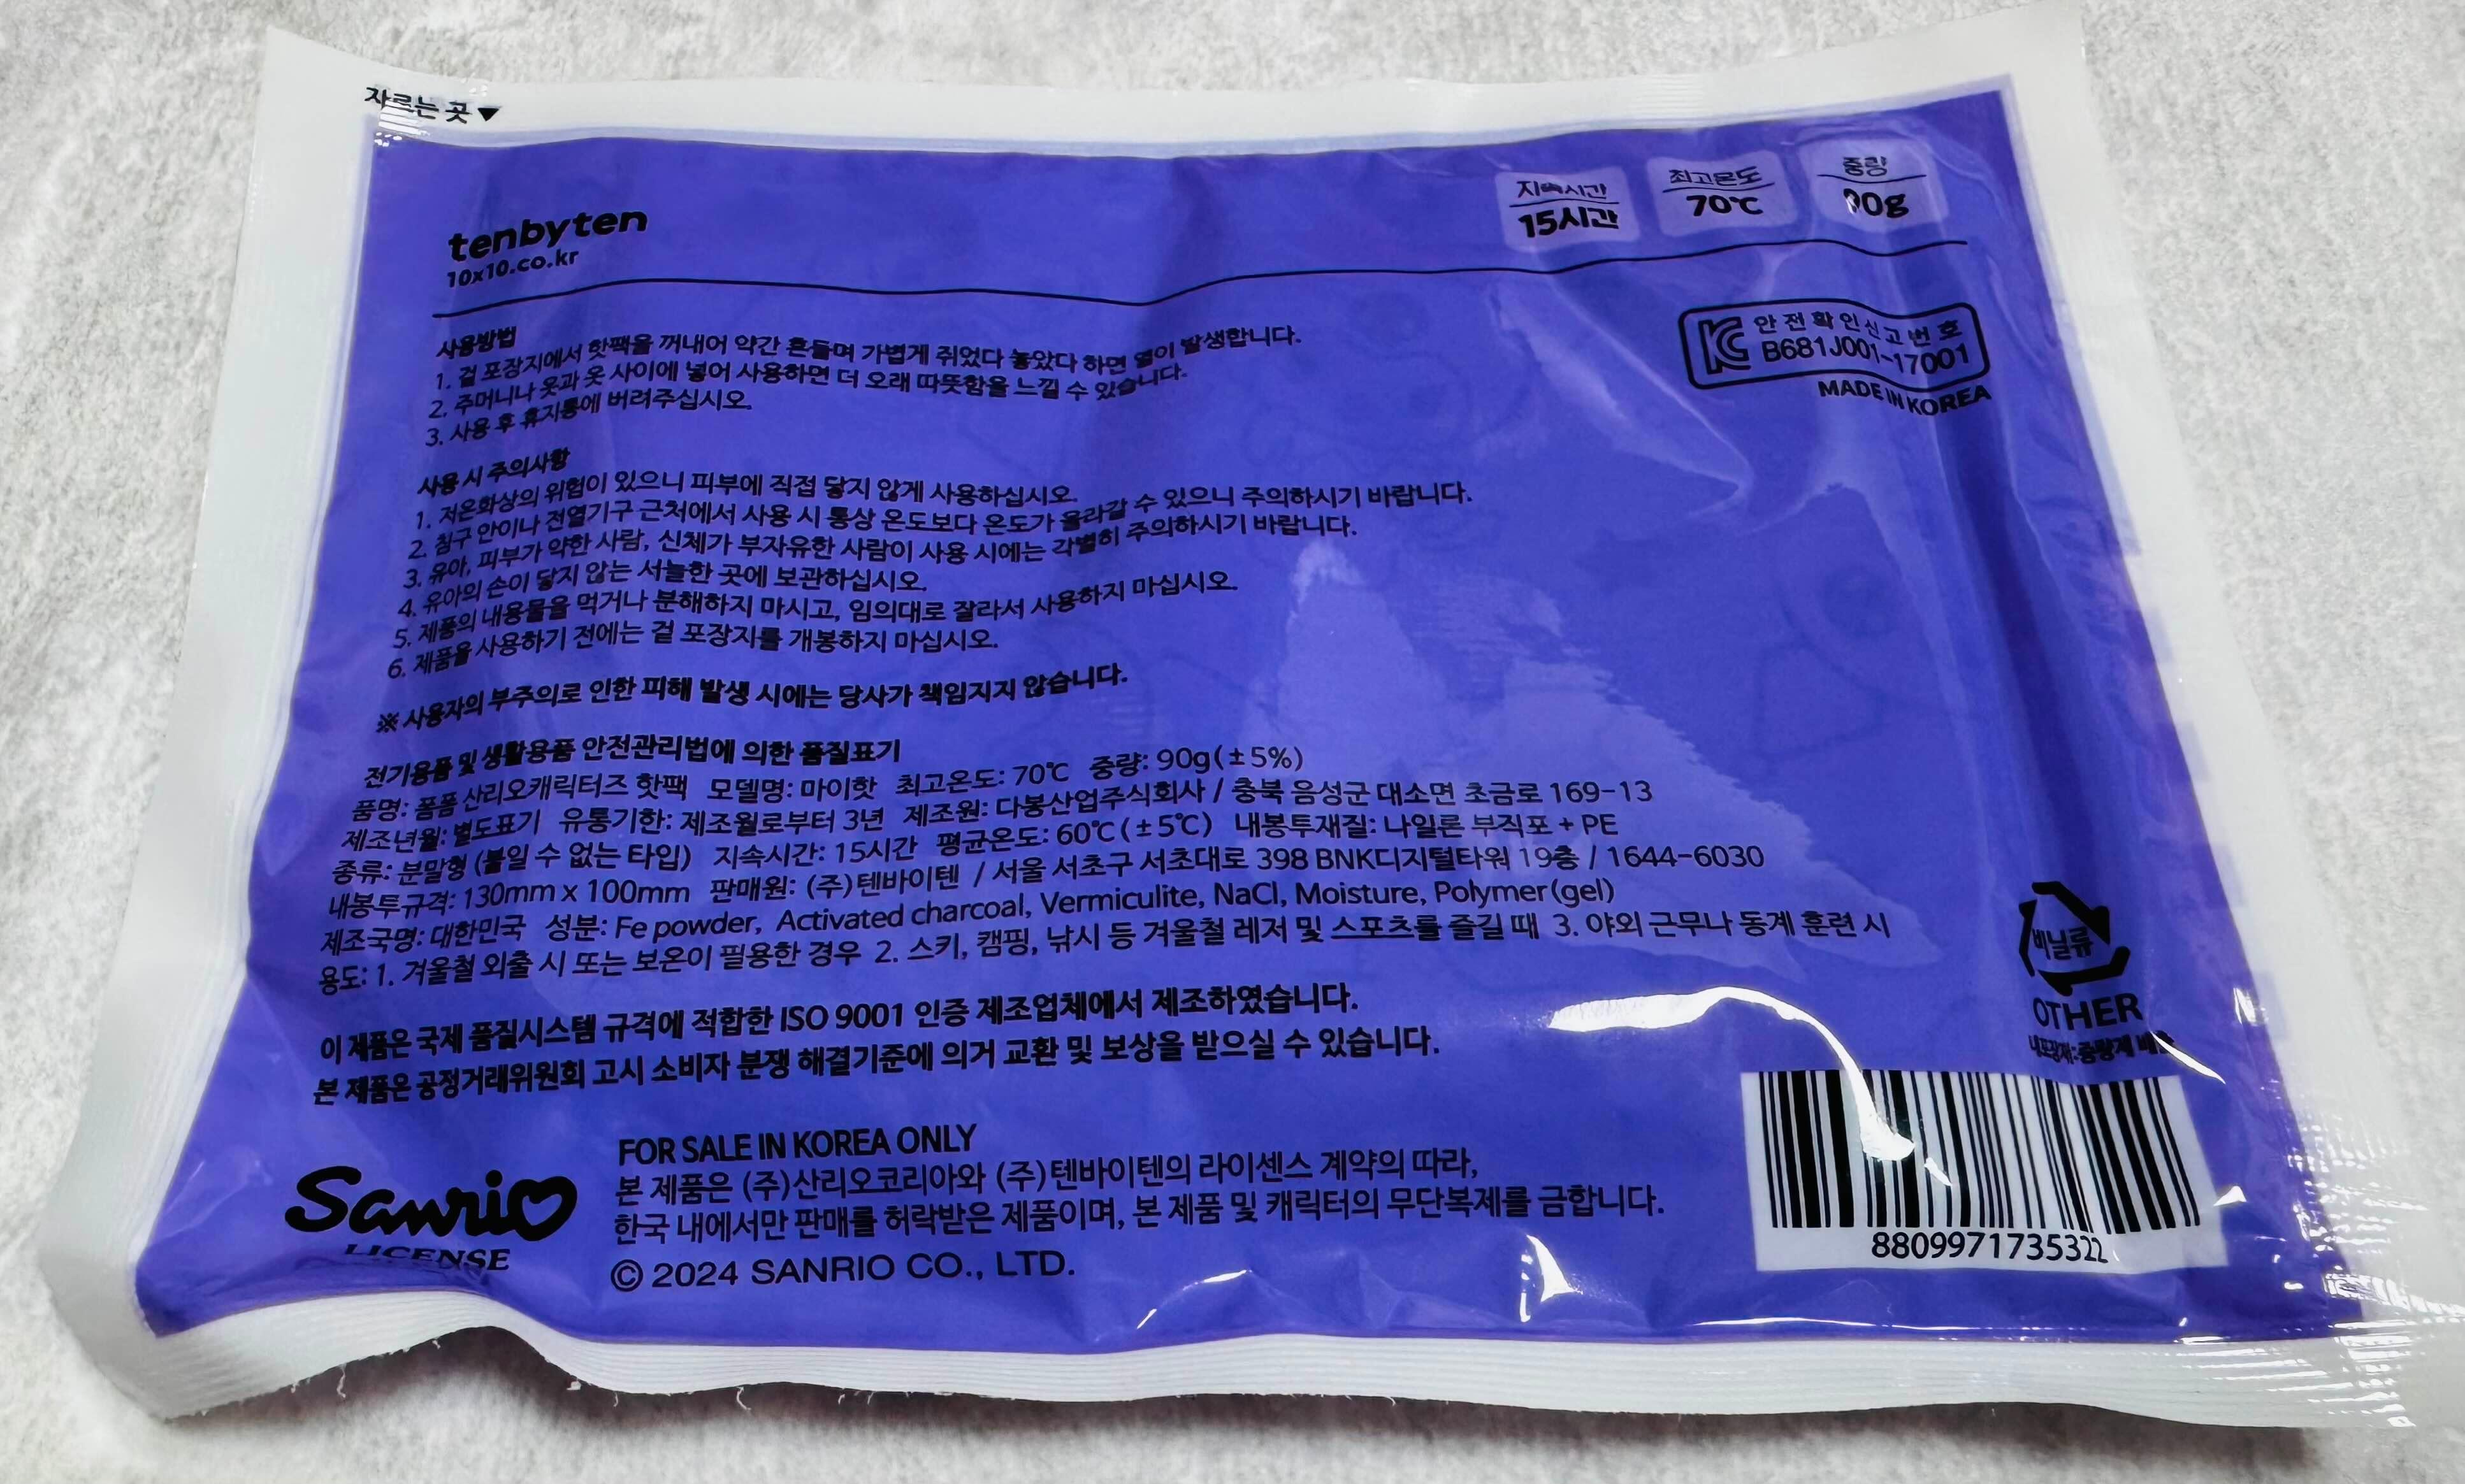 자르는 곳▼
tenbyten
10x10.co.kr
지속시간
15시간
최고온도
70℃
중량
90g
사용방법
1. 겉 포장지에서 핫팩을 꺼내어 약간 흔들며 가볍게 쥐었다 놓았다 하면 열이 발생합니다.
2. 주머니나 옷과 옷 사이에 넣어 사용하면 더 오래 따뜻함을 느낄 수 있습니다.
3. 사용 후 휴지통에 버려주십시오.
안전확인신고번호
B681J001-17001
MADE IN KOREA
사용 시 주의사항
1. 저온화상의 위험이 있으니 피부에 직접 닿지 않게 사용하십시오.
2. 침구 안이나 전열기구 근처에서 사용 시 통상 온도보다 온도가 올라갈 수 있으니 주의하시기 바랍니다.
3. 유아, 피부가 약한 사람, 신체가 부자유한 사람이 사용 시에는 각별히 주의하시기 바랍니다.
4. 유아의 손이 닿지 않는 서늘한 곳에 보관하십시오.
5. 제품의 내용물을 먹거나 분해하지 마시고, 임의대로 잘라서 사용하지 마십시오.
6. 제품을 사용하기 전에는 겉 포장지를 개봉하지 마십시오.
※ 사용자의 부주의로 인한 피해 발생 시에는 당사가 책임지지 않습니다.
전기용품 및 생활용품 안전관리법에 의한 품질표기
품명: 폼폼 산리오캐릭터즈 핫팩 모델명: 마이핫 최고온도: 70℃ 중량: 90g(±5%)
제조년월: 별도표기 유통기한: 제조월로부터 3년 제조원: 다봉산업주식회사 / 충북 음성군 대소면 초금로 169-13
종류: 분말형 (붙일 수 없는 타입) 지속시간: 15시간 평균온도: 60℃(±5℃) 내봉투재질: 나일론 부직포 + PE
내봉투규격: 130mm x 100mm 판매원: (주)텐바이텐 / 서울 서초구 서초대로 398 BNK디지털타워 19층 / 1644-6030
제조국명: 대한민국 성분: Fe powder, Activated charcoal, Vermiculite, NaCl, Moisture, Polymer(gel)
용도: 1. 겨울철 외출 시 또는 보온이 필용한 경우 2. 스키, 캠핑, 낚시 등 겨울철 레저 및 스포츠를 즐길 때 3. 야외 근무나 동계 훈련 시
이 제품은 국제 품질시스템 규격에 적합한 ISO 9001 인증 제조업체에서 제조하였습니다.
본 제품은 공정거래위원회 고시 소비자 분쟁 해결기준에 의거 교환 및 보상을 받으실 수 있습니다.
비닐류
OTHER
내포장재:종량제
Sanrio
LICENSE
FOR SALE IN KOREA ONLY
본 제품은 (주)산리오코리아와 (주)텐바이텐의 라이센스 계약의 따라,
한국 내에서만 판매를 허락받은 제품이며, 본 제품 및 캐릭터의 무단복제를 금합니다.
© 2024 SANRIO CO., LTD.
8809971735322